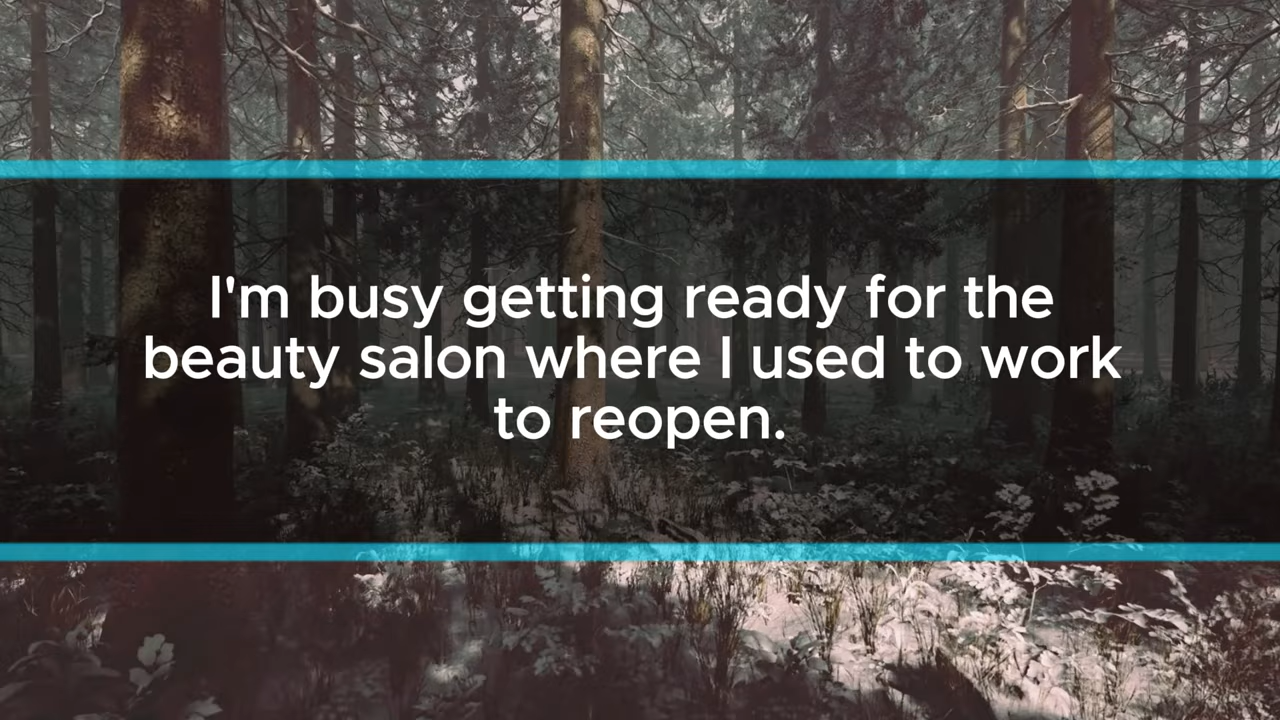 I'm busy getting ready for the
beauty salon where I used to work
to reopen.